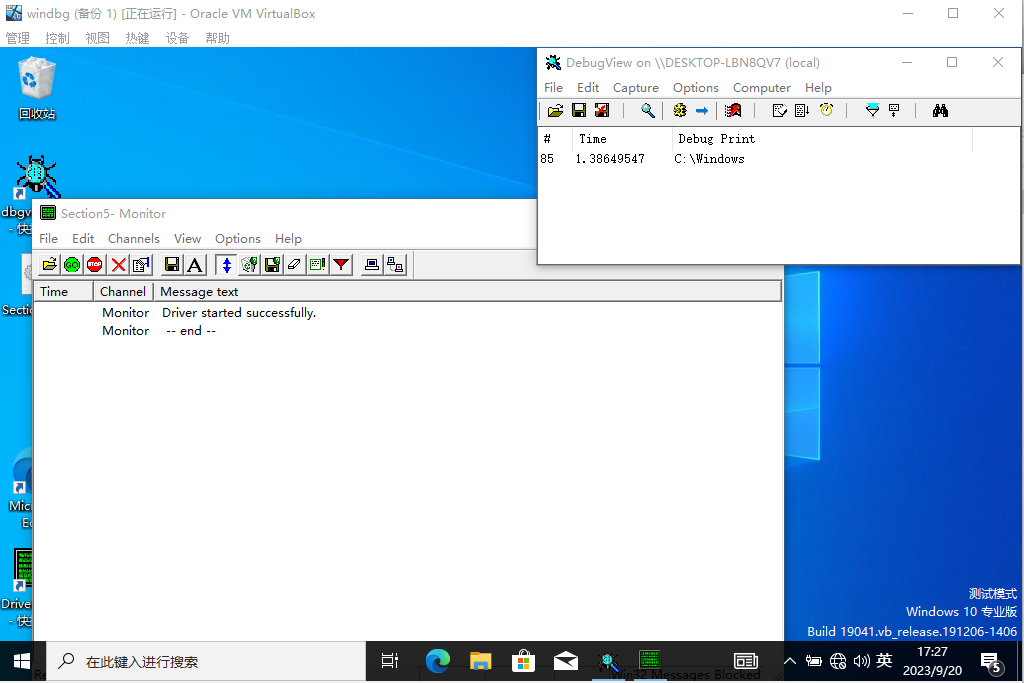 windbg (备份 1) [正在运行] - Oracle VM VirtualBox
管理 控制 视图 热键 设备 帮助
回收站
DebugView on \\DESKTOP-LBN8QV7 (local)
File Edit Capture Options Computer Help
# Time Debug Print
85 1.38649547 C:\Windows
dbgv
- 快
Section5- Monitor
File Edit Channels View Options Help
GO STOP A
Time Channel Message text
Monitor Driver started successfully.
Monitor -- end --
Sectio
Mic
Ec
Drive
- 快
测试模式
Windows 10 专业版
Build 19041.vb_release.191206-1406
在此键入进行搜索
Win32 Messages Blocked
英
17:27
2023/9/20
5